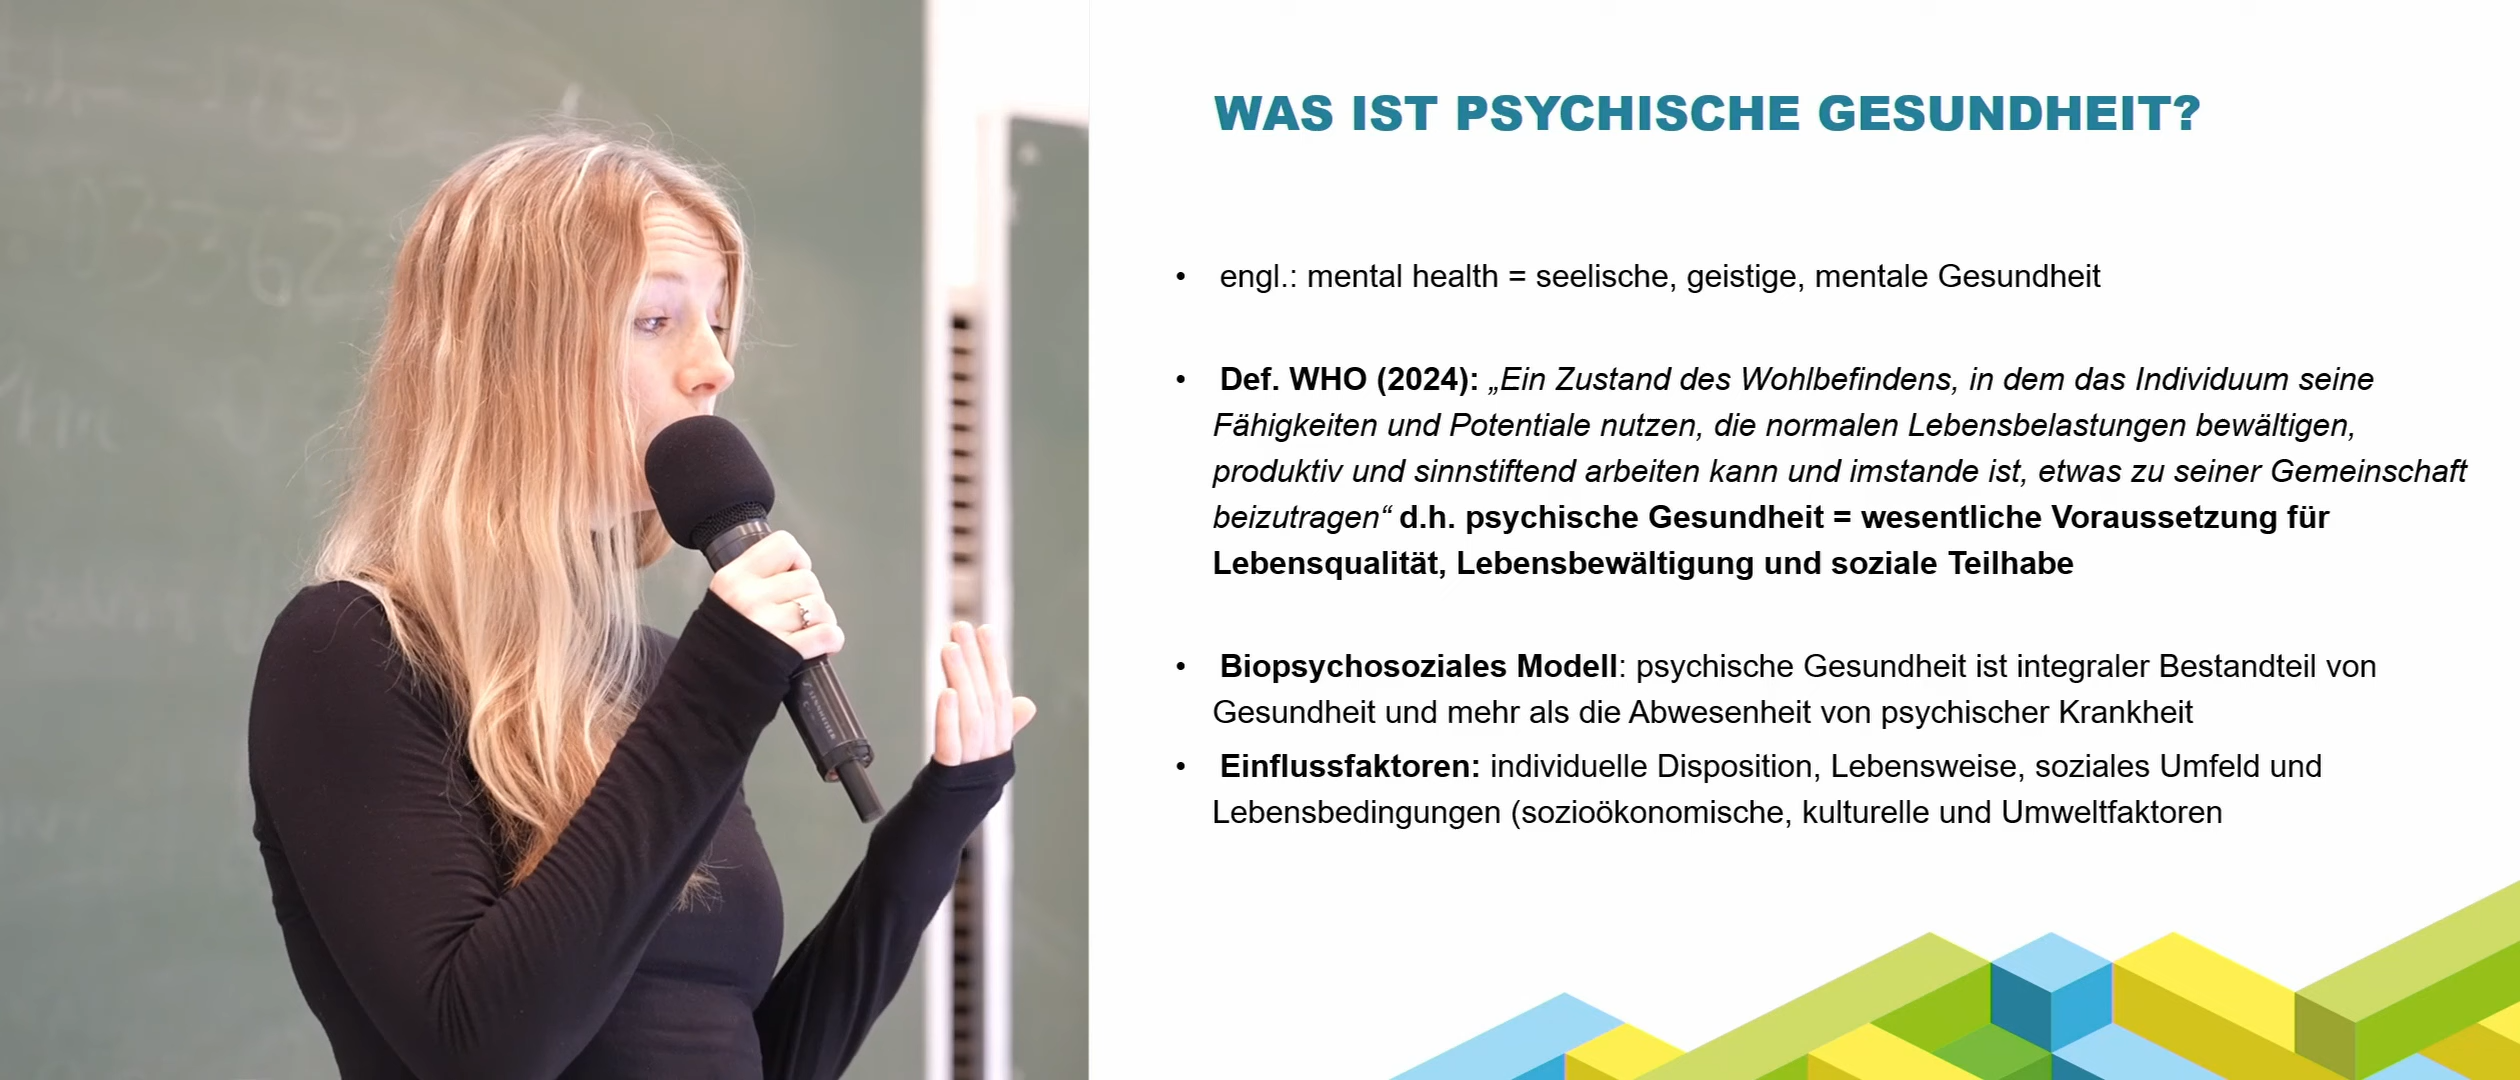 WAS IST PSYCHISCHE GESUNDHEIT?
• engl.: mental health = seelische, geistige, mentale Gesundheit
• Def. WHO (2024): „Ein Zustand des Wohlbefindens, in dem das Individuum seine
Fähigkeiten und Potentiale nutzen, die normalen Lebensbelastungen bewältigen,
produktiv und sinnstiftend arbeiten kann und imstande ist, etwas zu seiner Gemeinschaft
beizutragen“ d.h. psychische Gesundheit = wesentliche Voraussetzung für
Lebensqualität, Lebensbewältigung und soziale Teilhabe
• Biopsychosoziales Modell: psychische Gesundheit ist integraler Bestandteil von
Gesundheit und mehr als die Abwesenheit von psychischer Krankheit
• Einflussfaktoren: individuelle Disposition, Lebensweise, soziales Umfeld und
Lebensbedingungen (sozioökonomische, kulturelle und Umweltfaktoren
SENNHEISER